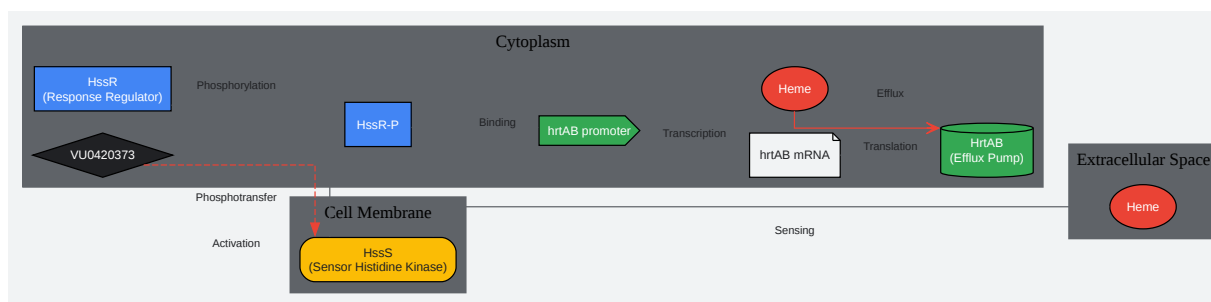 Cytoplasm
HssR
(Response Regulator)
Phosphorylation
HssR-P
Binding
hrtAB promoter
Transcription
Heme
Efflux
hrtAB mRNA
Translation
HrtAB
(Efflux Pump)
VU0420373
Phosphotransfer
Activation
Cell Membrane
HssS
(Sensor Histidine Kinase)
Sensing
Extracellular Space
Heme